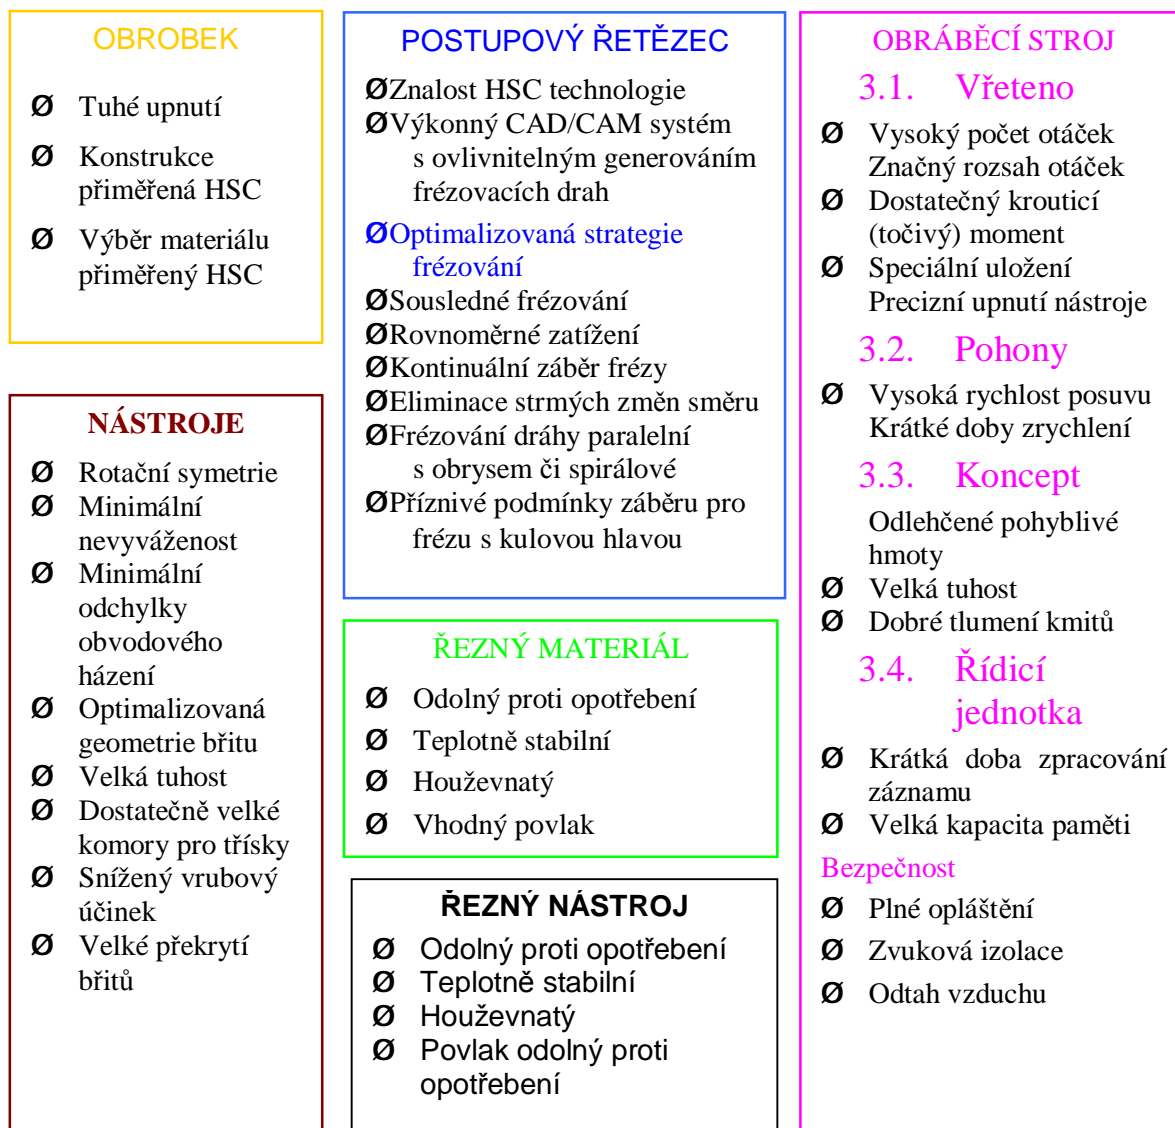 OBROBEK
Ø Tuhé upnutí
Ø Konstrukce
přiměřená HSC
Ø Výběr materiálu
přiměřený HSC
NÁSTROJE
Ø Rotační symetrie
Ø Minimální
nevyváženost
Ø Minimální
odchylky
obvodového
házení
Ø Optimalizovaná
geometrie břitu
Ø Velká tuhost
Ø Dostatečně velké
komory pro třísky
Ø Snížený vrubový
účinek
Ø Velké překrytí
břitů
POSTUPOVÝ ŘETĚZEC
ØZnalost HSC technologie
ØVýkonný CAD/CAM systém
s ovlivnitelným generováním
frézovacích drah
ØOptimalizovaná strategie
frézování
ØSousledné frézování
ØRovnoměrné zatížení
ØKontinuální záběr frézy
ØEliminace strmých změn směru
ØFrézování dráhy paralelní
s obrysem či spirálové
ØPříznivé podmínky záběru pro
frézu s kulovou hlavou
ŘEZNÝ MATERIÁL
Ø Odolný proti opotřebení
Ø Teplotně stabilní
Ø Houževnatý
Ø Vhodný povlak
ŘEZNÝ NÁSTROJ
Ø Odolný proti opotřebení
Ø Teplotně stabilní
Ø Houževnatý
Ø Povlak odolný proti
opotřebení
OBRÁBĚCÍ STROJ
3.1. Vřeteno
Ø Vysoký počet otáček
Značný rozsah otáček
Ø Dostatečný krouticí
(točivý) moment
Ø Speciální uložení
Precizní upnutí nástroje
3.2. Pohony
Ø Vysoká rychlost posuvu
Krátké doby zrychlení
3.3. Koncept
Odlehčené pohyblivé
hmoty
Ø Velká tuhost
Ø Dobré tlumení kmitů
3.4. Řídicí
jednotka
Ø Krátká doba zpracování
záznamu
Ø Velká kapacita paměti
Bezpečnost
Ø Plné opláštění
Ø Zvuková izolace
Ø Odtah vzduchu